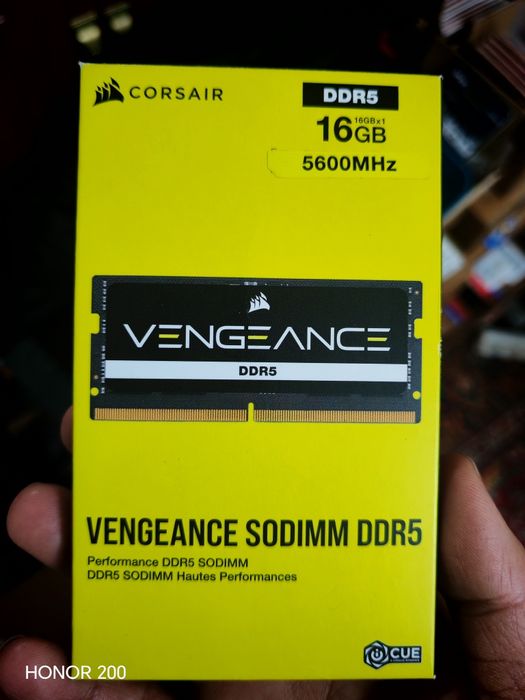 CORSAIR
DDR5
16GB
16GBx1
5600MHz
VENGEANCE
DDR5
VENGEANCE SODIMM DDR5
Performance DDR5 SODIMM
DDR5 SODIMM Hautes Performances
CUE
HONOR 200